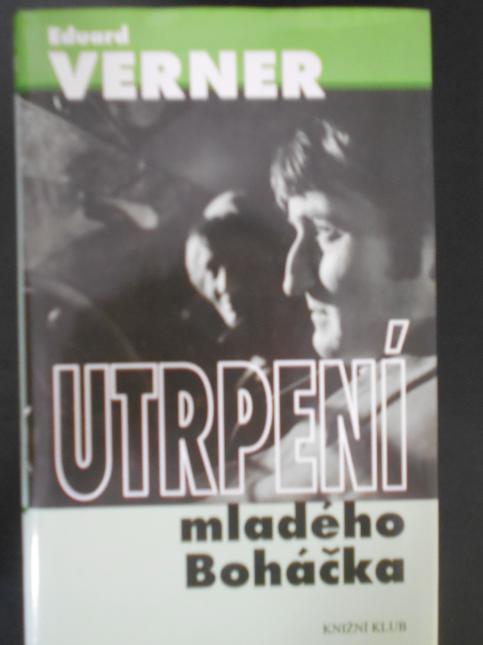 Eduard
VERNER
UTRPENÍ
mladého
Boháčka
KNIŽNÍ KLUB